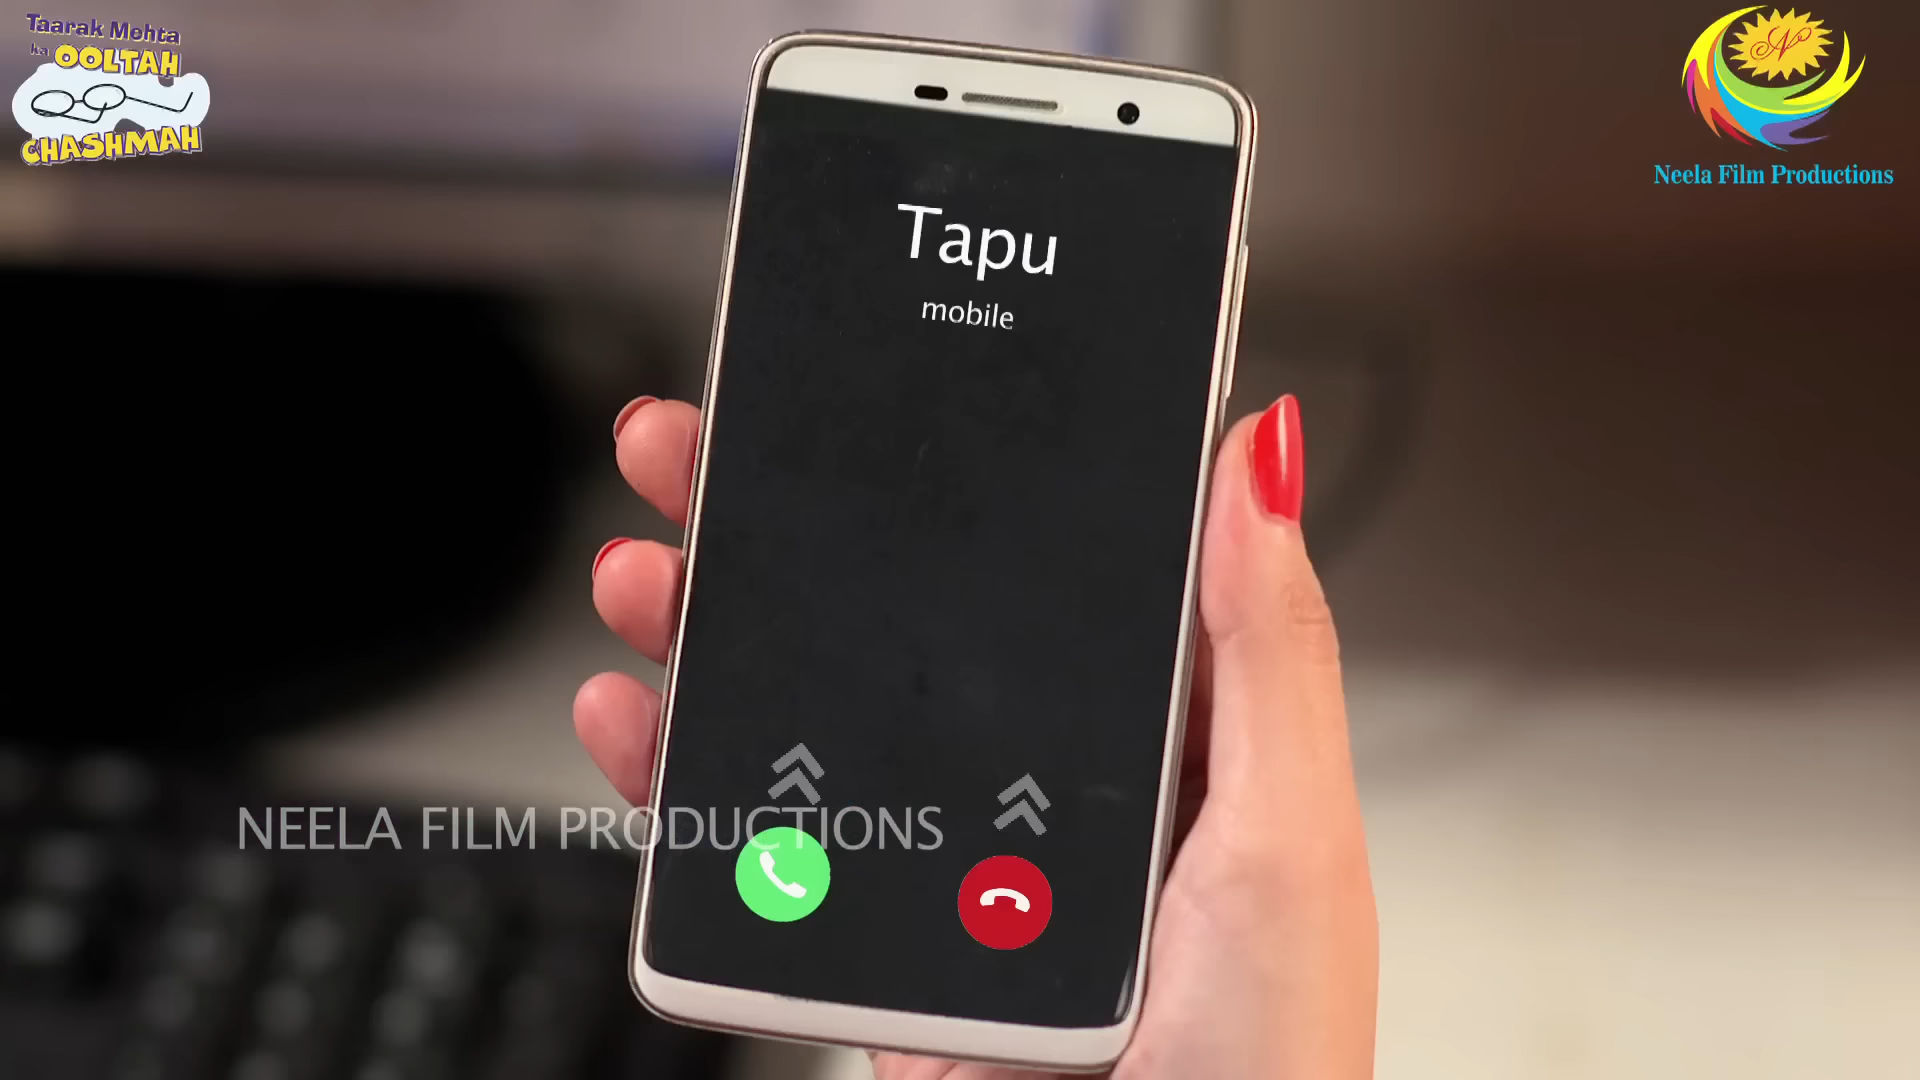 Taarak Mehta
ka OOLTAH
CHASHMAH
Neela Film Productions
Tapu
mobile
NEELA FILM PRODUCTIONS